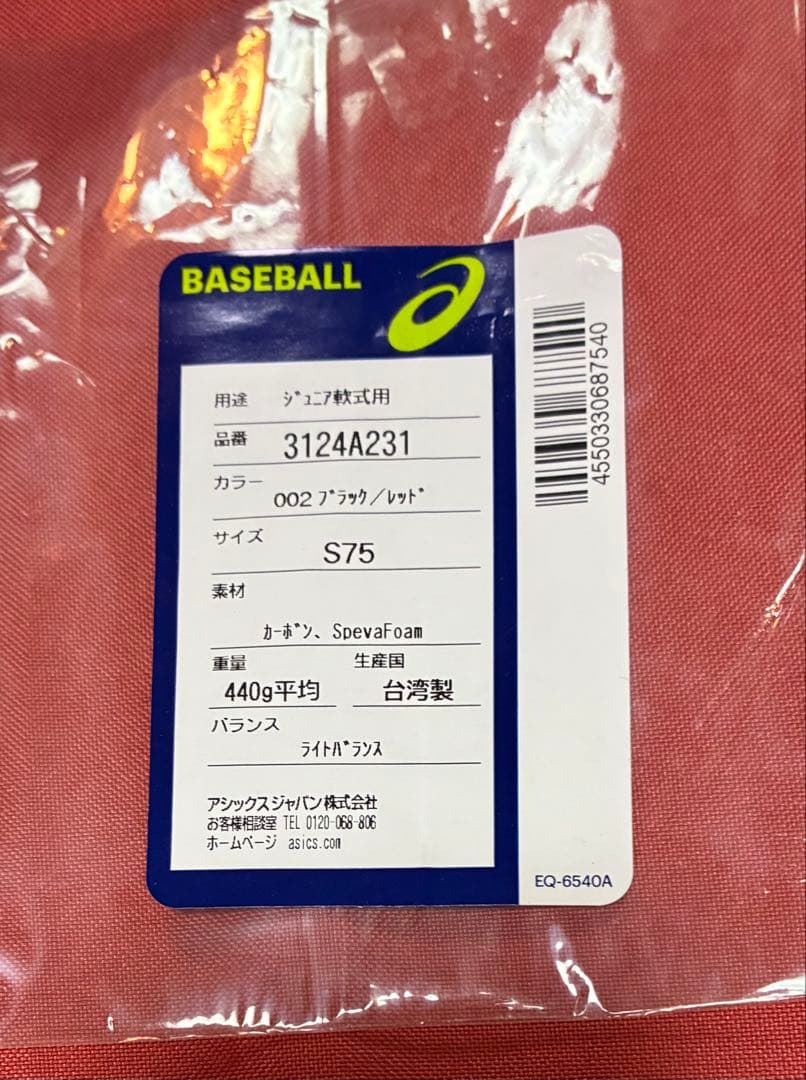 BASEBALL
用途 ｼﾞｭﾆｱ軟式用
品番 3124A231
カラー
002 ﾌﾞﾗｯｸ／ﾚｯﾄﾞ
サイズ
S75
素材
ｶｰﾎﾞﾝ、SpevaFoam
重量 生産国
440g平均 台湾製
バランス
ﾗｲﾄﾊﾞﾗﾝｽ
アシックスジャパン株式会社
お客様相談室 TEL 0120-068-806
ホームページ asics.com
4550330687540
EQ-6540A